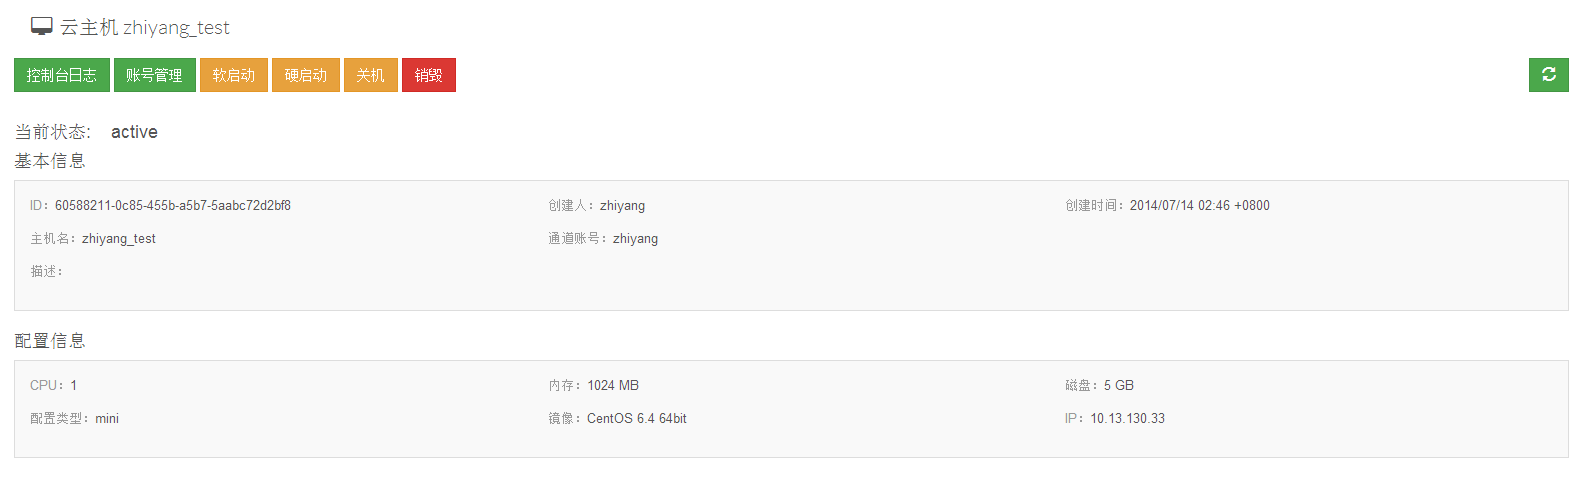 云主机 zhiyang_test
控制台日志 账号管理 软启动 硬启动 关机 销毁
当前状态: active
基本信息
ID: 60588211-0c85-455b-a5b7-5aabc72d2bf8 创建人: zhiyang 创建时间: 2014/07/14 02:46 +0800
主机名: zhiyang_test 通道账号: zhiyang
描述:
配置信息
CPU: 1 内存: 1024 MB 磁盘: 5 GB
配置类型: mini 镜像: CentOS 6.4 64bit IP: 10.13.130.33